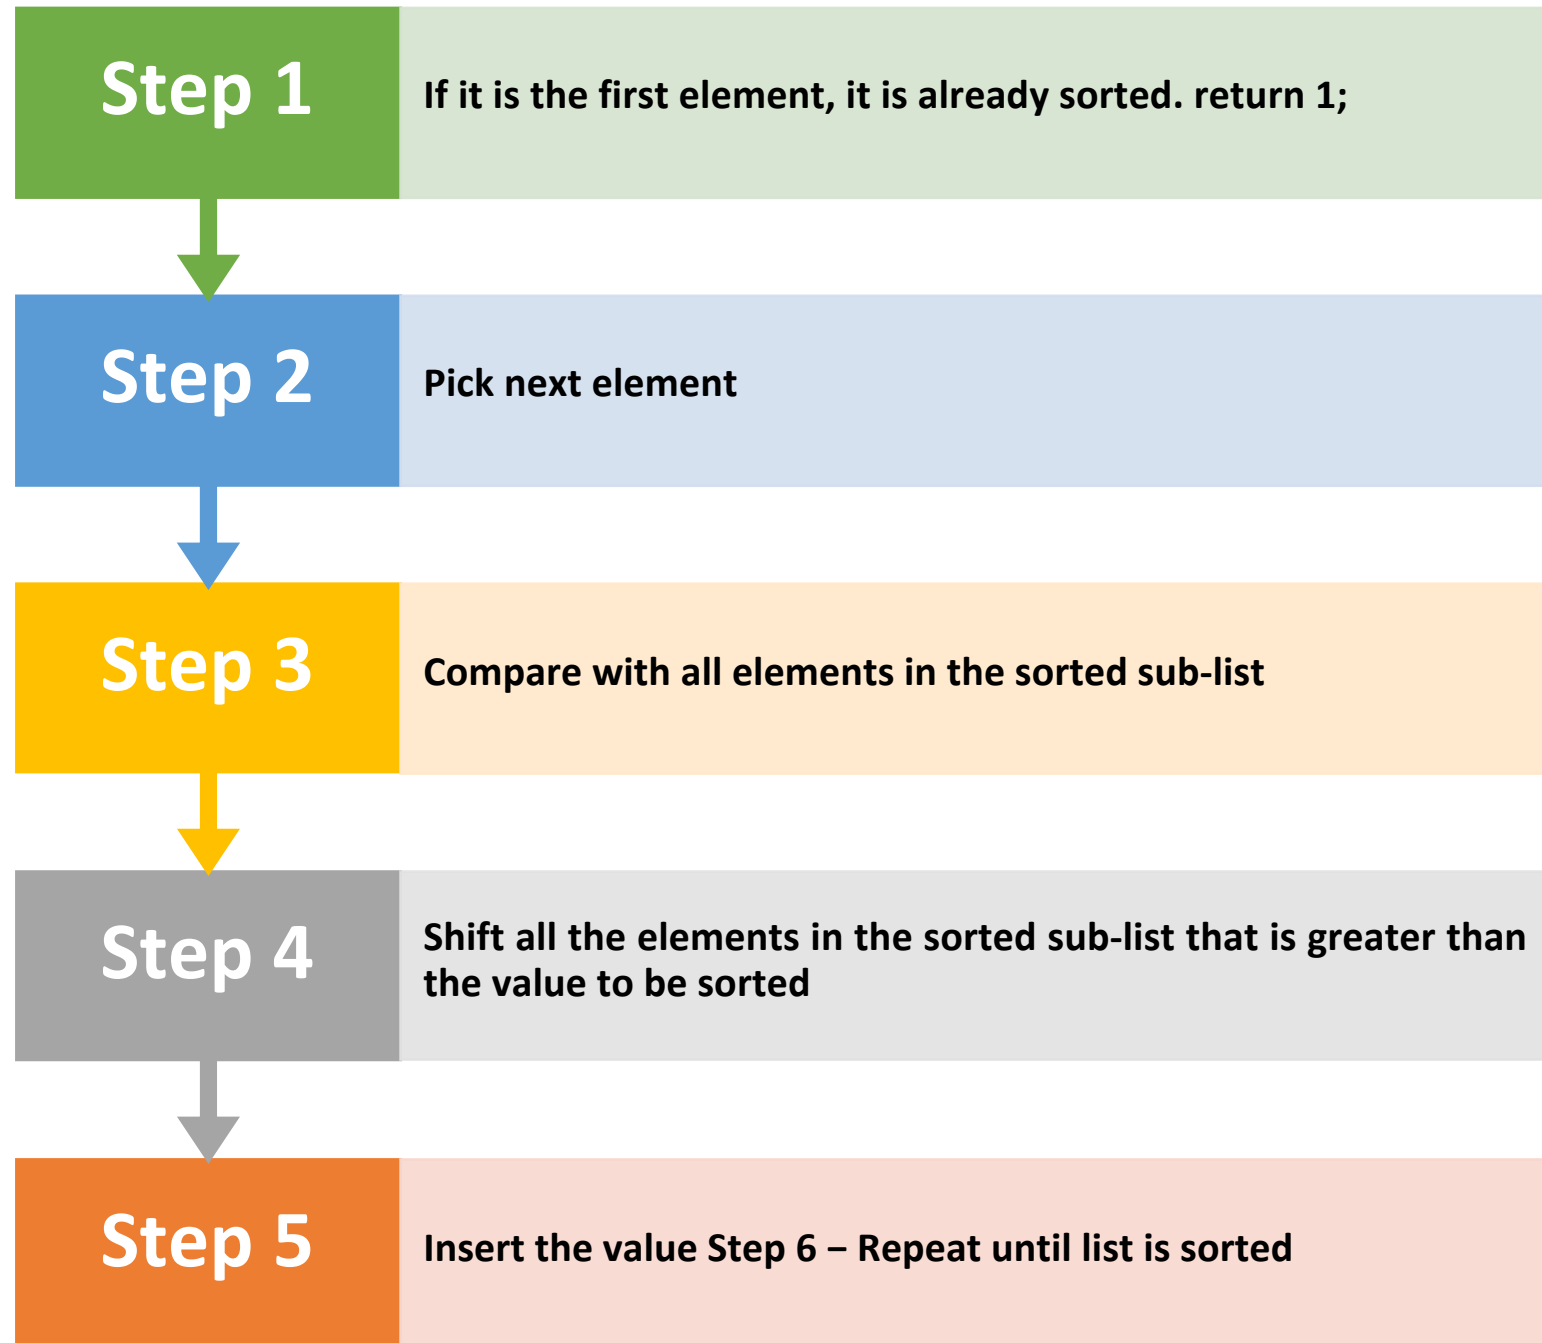 Step 1
If it is the first element, it is already sorted. return 1;
Step 2
Pick next element
Step 3
Compare with all elements in the sorted sub-list
Step 4
Shift all the elements in the sorted sub-list that is greater than
the value to be sorted
Step 5
Insert the value Step 6 − Repeat until list is sorted